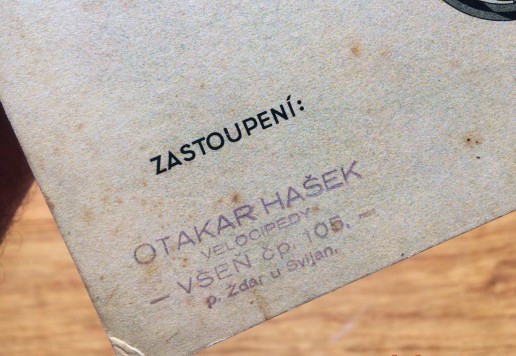 ZASTOUPENÍ:
OTAKAR HAŠEK
VELOCIPEDY
– VŠEŇ čp. 105. –
p. Ždár u Svijan.